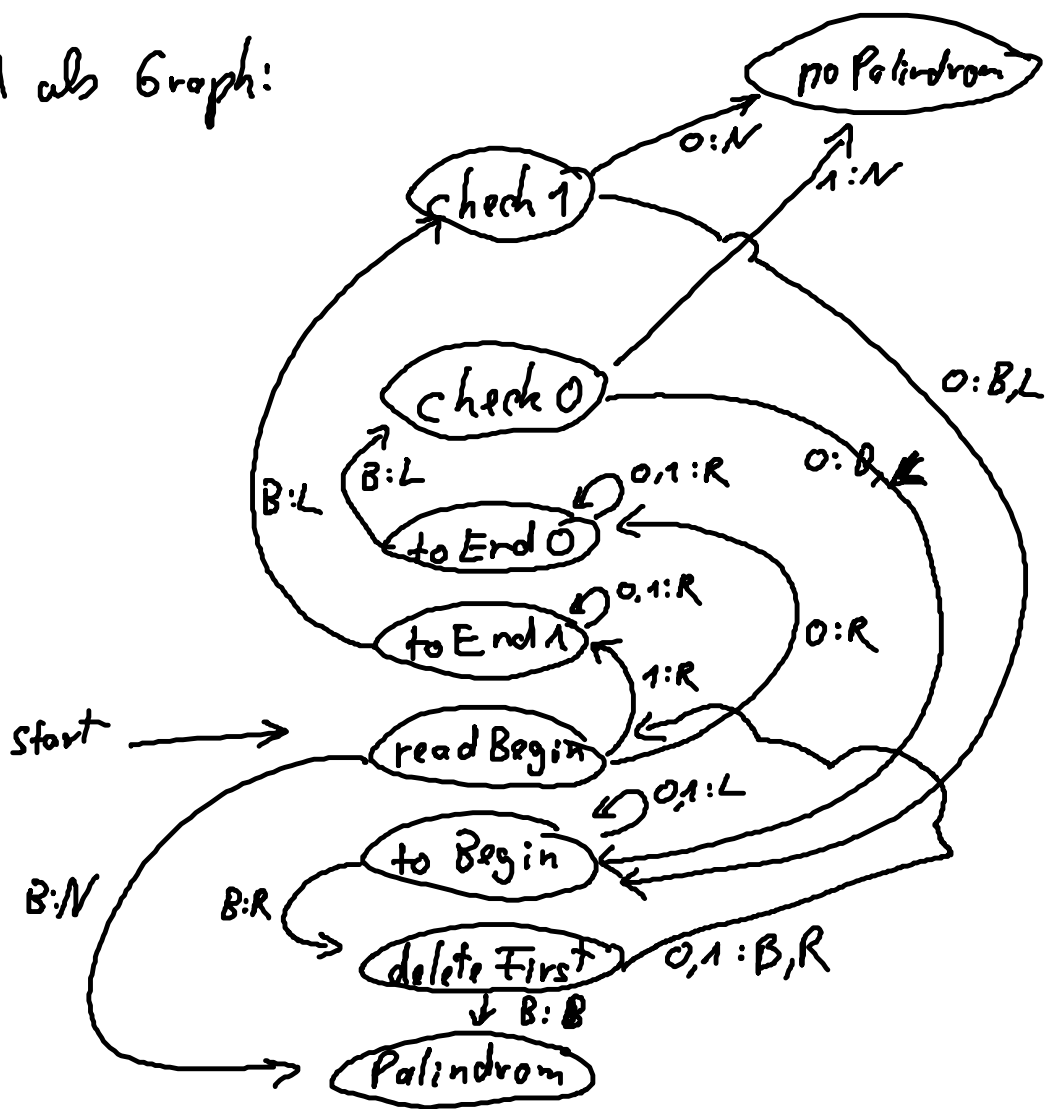 als Graph:
no Palindrom
0:N
1:N
check 1
0:B,L
check 0
0:B,L
B:L
B:L
0,1:R
to End 0
0,1:R
to End 1
0:R
1:R
Start
read Begin
0,1:L
to Begin
B:N
B:R
0,1:B,R
delete First
B:B
Palindrom